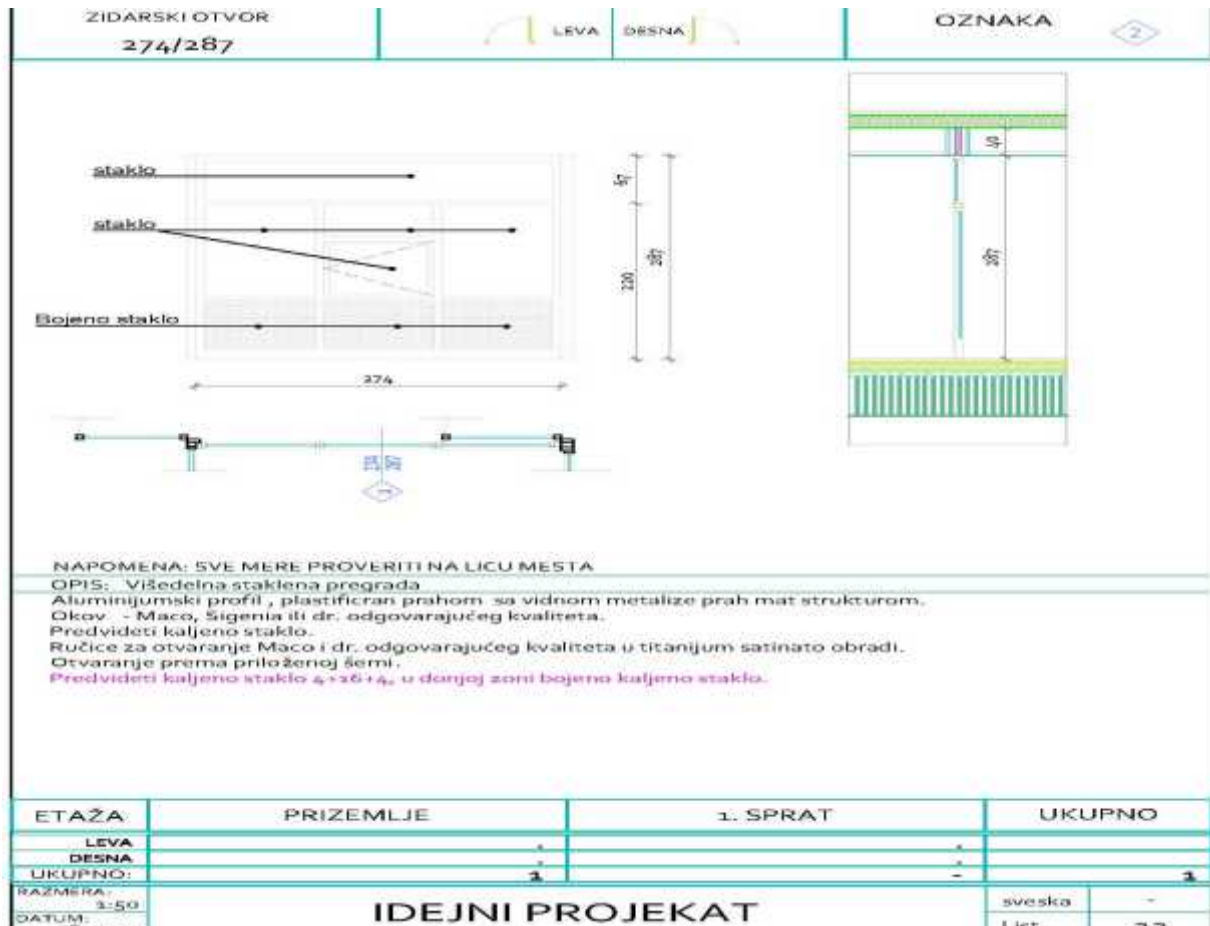 ZIDARSKI OTVOR
274/287
LEVA
DESNA
OZNAKA
2
staklo
staklo
Bojeno staklo
67
220
287
274
40
287
NAPOMENA: SVE MERE PROVERITI NA LICU MESTA
OPIS: Višedelna staklena pregrada
Aluminijumski profil , plastificran prahom sa vidnom metalize prah mat strukturom.
Okov - Maco, Sigenia ili dr. odgovarajućeg kvaliteta.
Predvideti kaljeno staklo.
Ručice za otvaranje Maco i dr. odgovarajućeg kvaliteta u titanijum satinato obradi.
Otvaranje prema priloženoj šemi.
Predvideti kaljeno staklo 4+16+4, u donjoj zoni bojeno kaljeno staklo.
ETAŽA PRIZEMLJE 1. SPRAT UKUPNO
LEVA . .
DESNA . .
UKUPNO: 1 - 1
RAZMERA:
1:50
DATUM:
IDEJNI PROJEKAT
sveska -